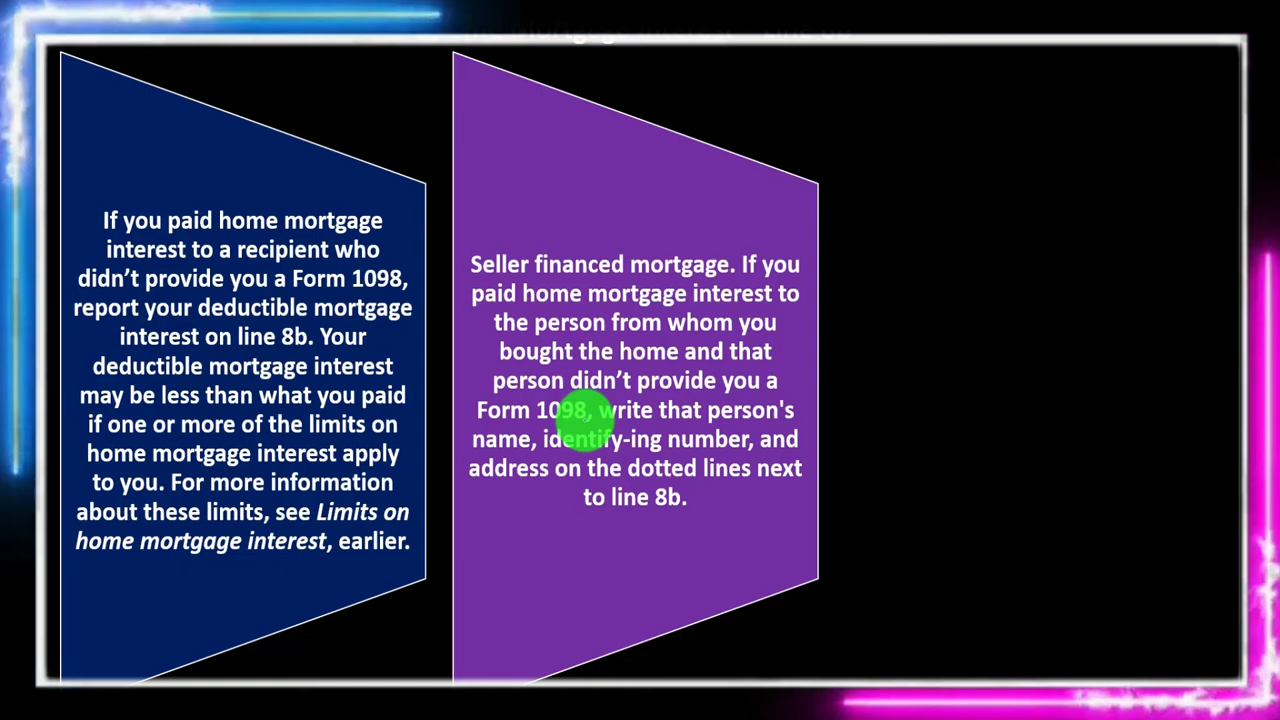 If you paid home mortgage
interest to a recipient who
didn’t provide you a Form 1098,
report your deductible mortgage
interest on line 8b. Your
deductible mortgage interest
may be less than what you paid
if one or more of the limits on
home mortgage interest apply
to you. For more information
about these limits, see Limits on
home mortgage interest, earlier.
Seller financed mortgage. If you
paid home mortgage interest to
the person from whom you
bought the home and that
person didn’t provide you a
Form 1098, write that person's
name, identify-ing number, and
address on the dotted lines next
to line 8b.